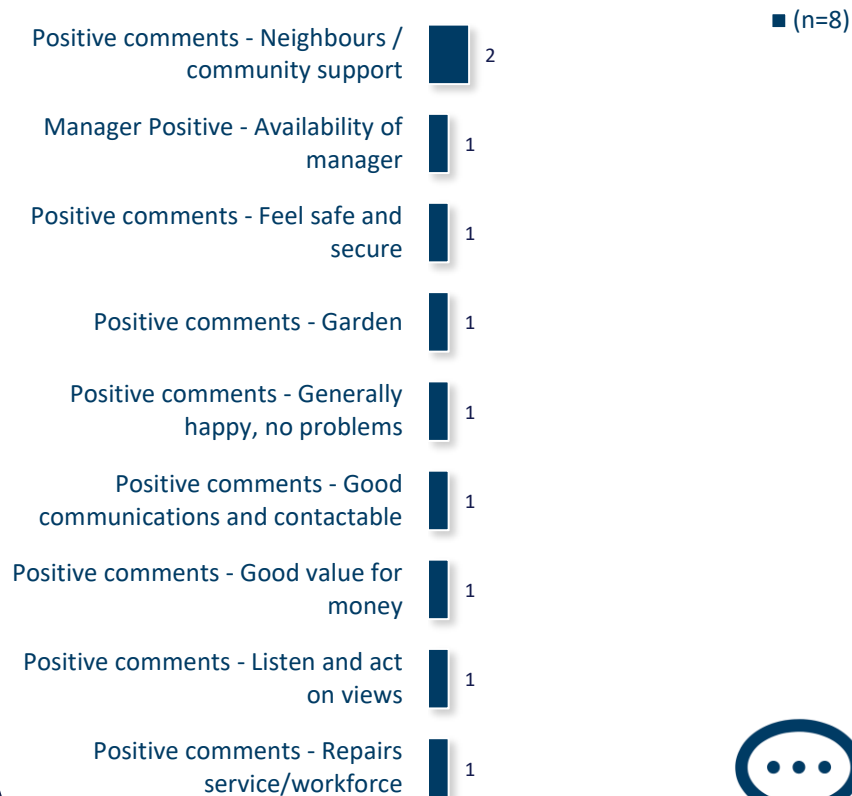 (n=8)
Positive comments - Neighbours /
community support
2
Manager Positive - Availability of
manager
1
Positive comments - Feel safe and
secure
1
Positive comments - Garden
1
Positive comments - Generally
happy, no problems
1
Positive comments - Good
communications and contactable
1
Positive comments - Good value for
money
1
Positive comments - Listen and act
on views
1
Positive comments - Repairs
service/workforce
1